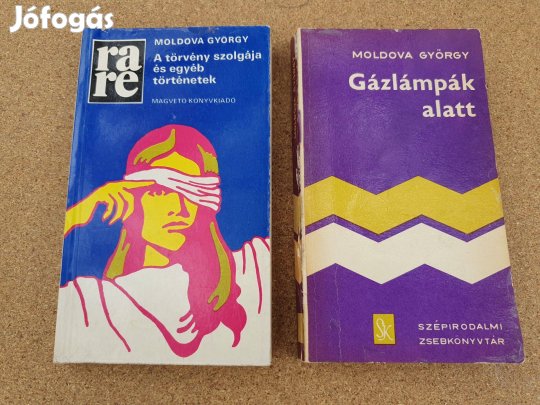 Jófogás
ra
re
MOLDOVA GYÖRGY
A törvény szolgája
és egyéb
történetek
MAGVETŐ KÖNYVKIADÓ
MOLDOVA GYÖRGY
Gázlámpák
alatt
SK
SZÉPIRODALMI
ZSEBKÖNYVTÁR